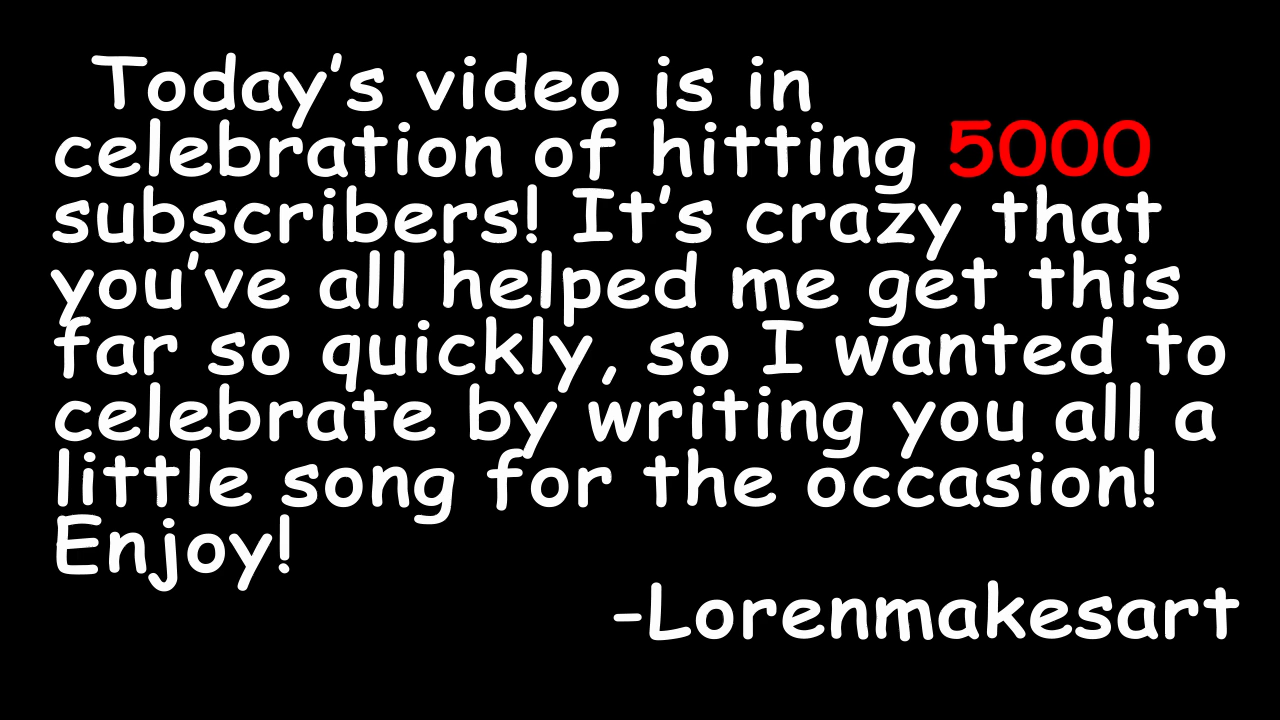 Today’s video is in
celebration of hitting 5000
subscribers! It’s crazy that
you’ve all helped me get this
far so quickly, so I wanted to
celebrate by writing you all a
little song for the occasion!
Enjoy!
-Lorenmakesart